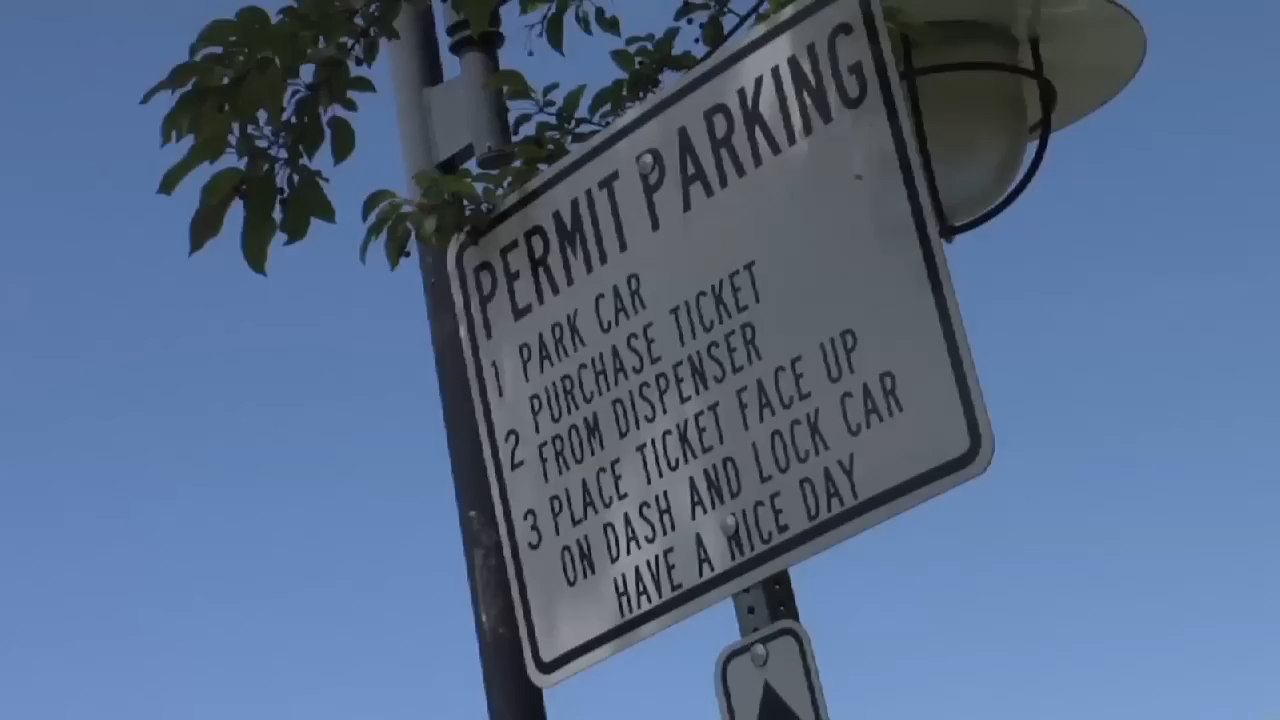 PERMIT PARKING
1 PARK CAR
2 PURCHASE TICKET
FROM DISPENSER
3 PLACE TICKET FACE UP
ON DASH AND LOCK CAR
HAVE A NICE DAY